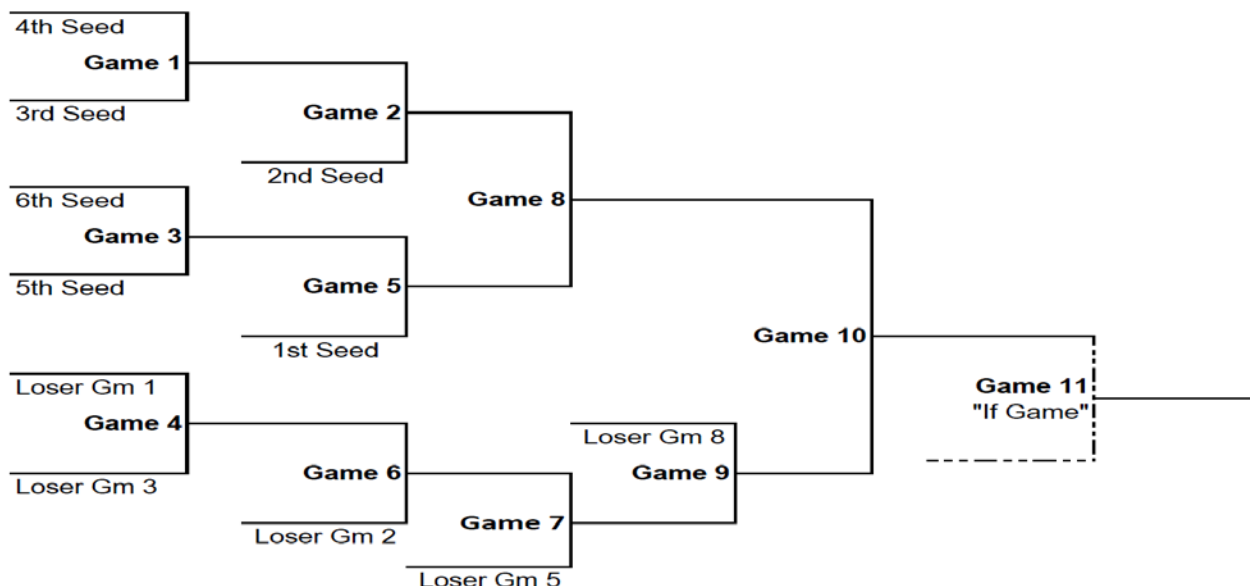 4th Seed
Game 1
3rd Seed
Game 2
2nd Seed
6th Seed
Game 3
5th Seed
Game 5
1st Seed
Game 8
Loser Gm 1
Game 4
Loser Gm 3
Game 6
Loser Gm 2
Game 7
Loser Gm 5
Loser Gm 8
Game 9
Game 10
Game 11
"If Game"